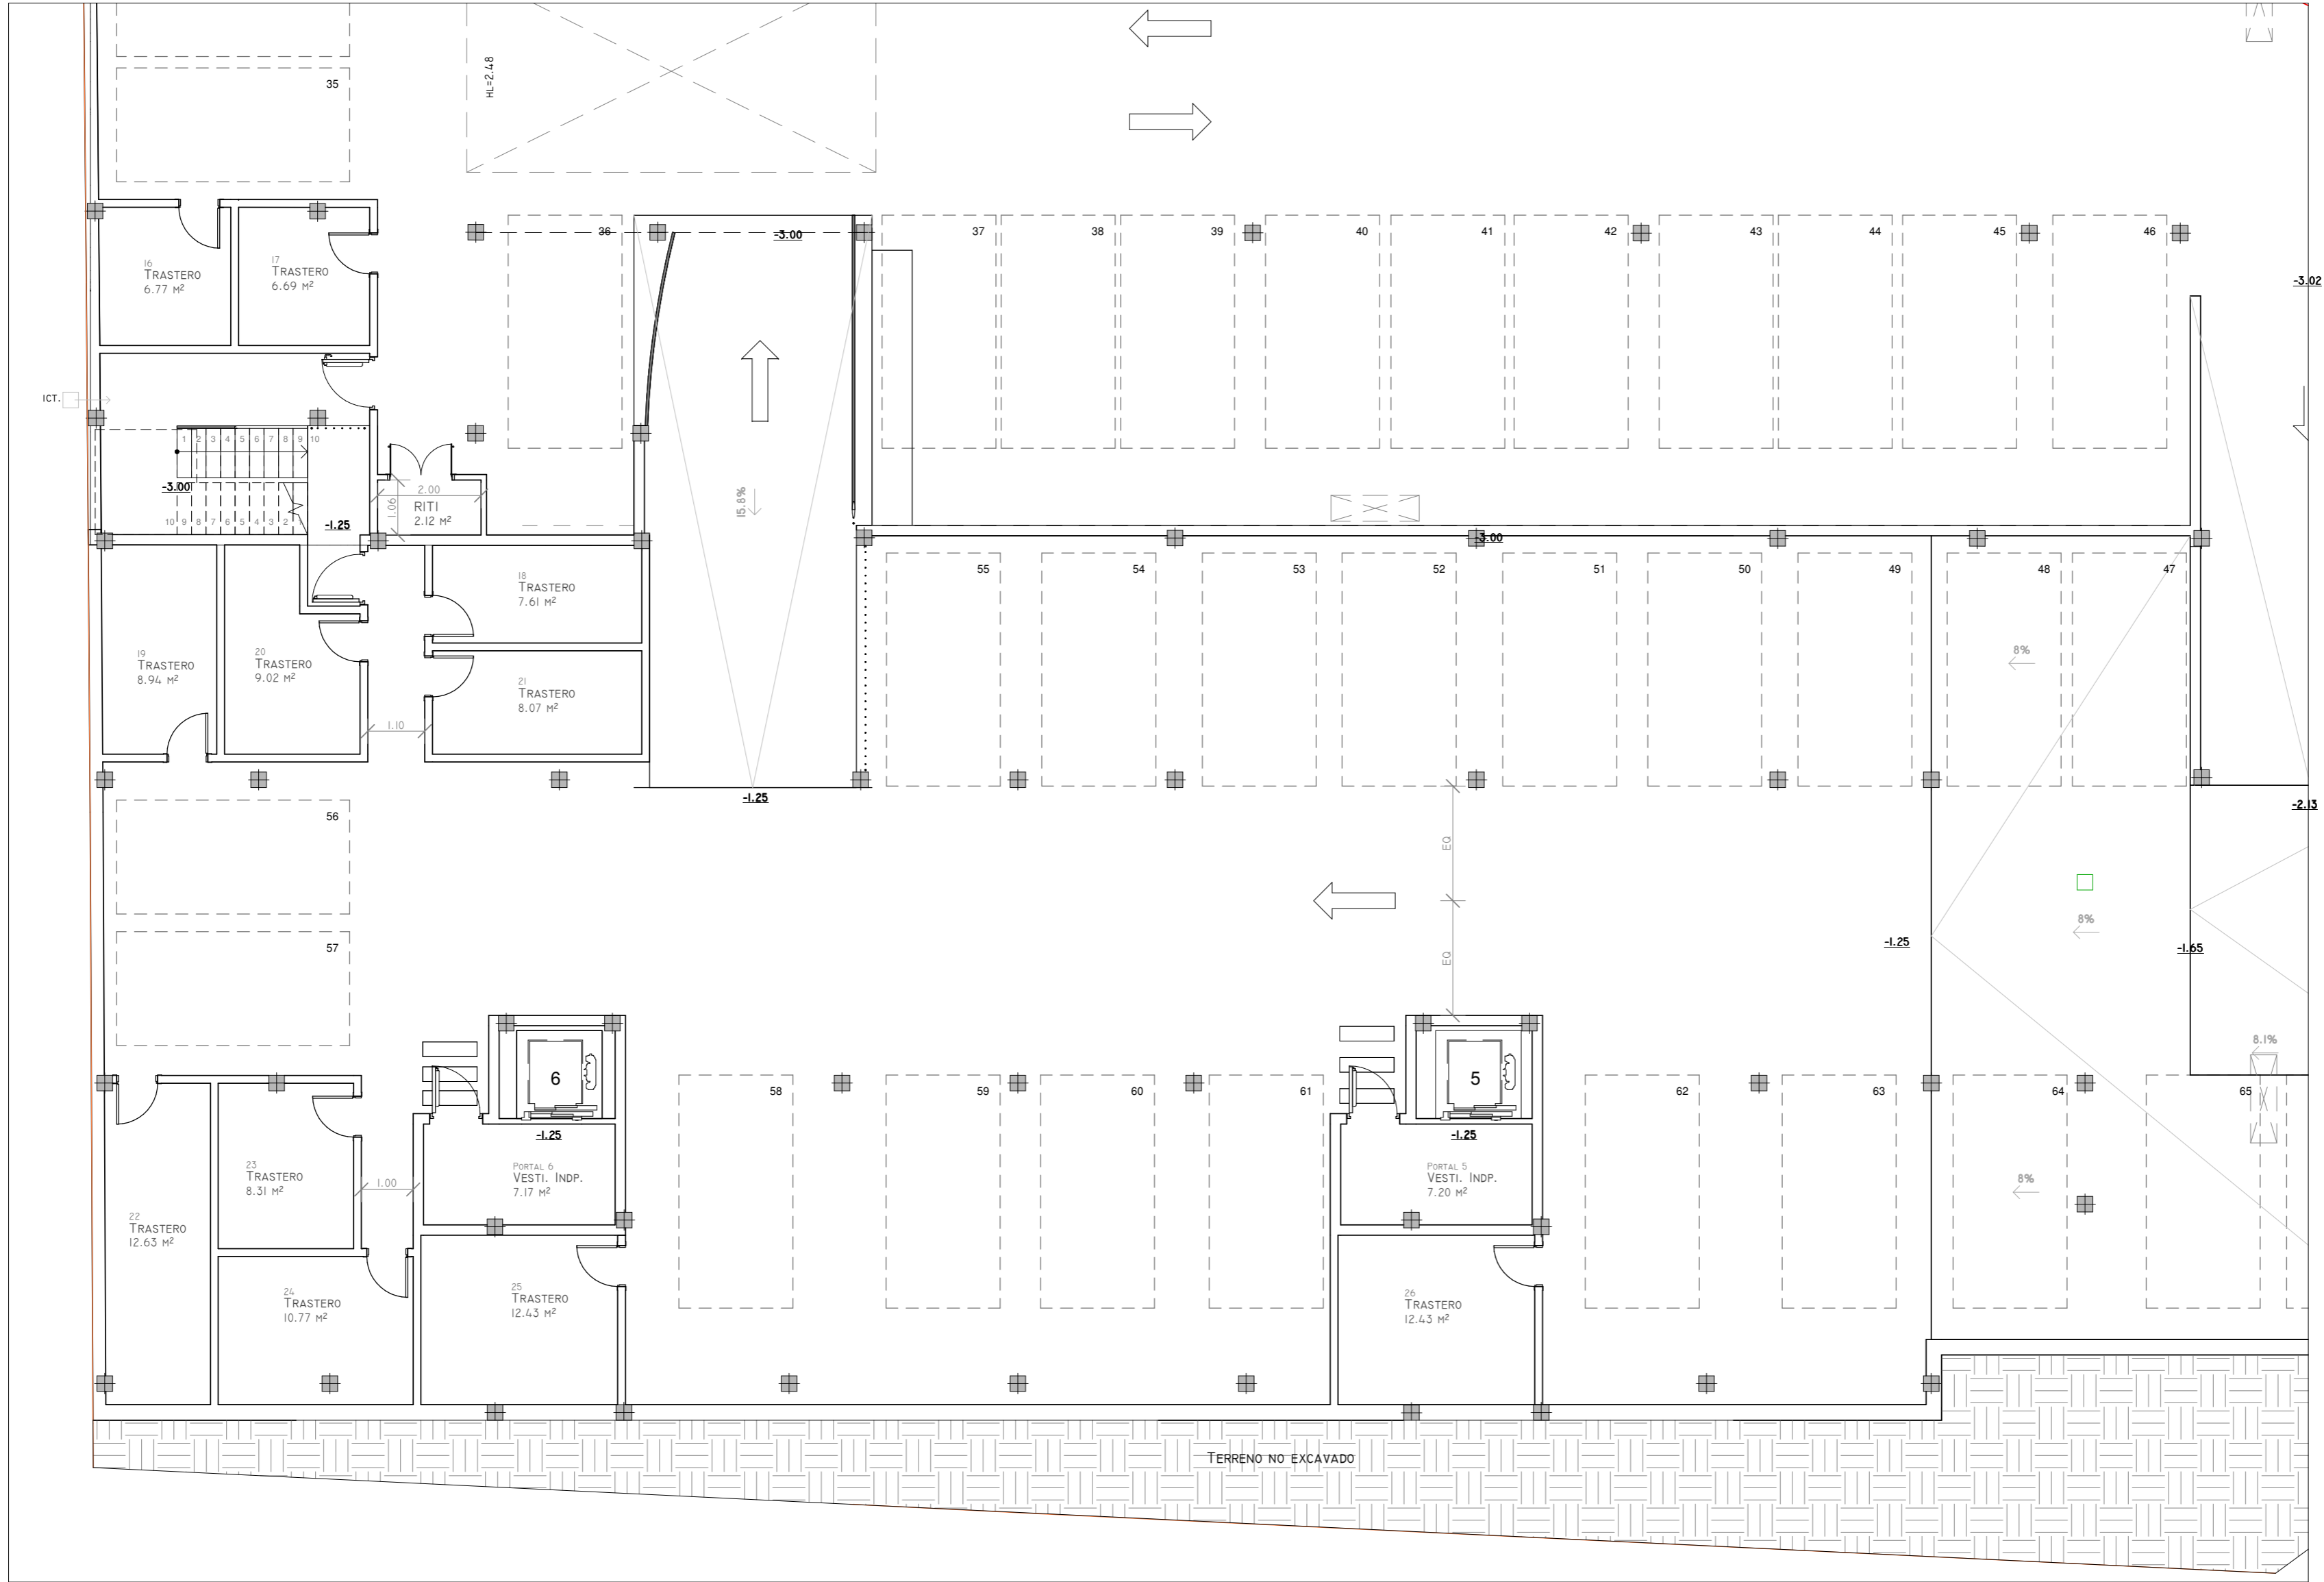 35
HL=2.48
16
TRASTERO
6.77 M²
17
TRASTERO
6.69 M²
36
-3.00
37
38
39
40
41
42
43
44
45
46
-3.02
ICT.
1 2 3 4 5 6 7 8 9 10
-3.00
10 9 8 7 6 5 4 3 2 1
-1.25
2.00
1.06
RITI
2.12 M²
15.8%
-3.00
55
54
53
52
51
50
49
48
47
18
TRASTERO
7.61 M²
19
TRASTERO
8.94 M²
20
TRASTERO
9.02 M²
21
TRASTERO
8.07 M²
8%
1.10
-1.25
-2.13
56
EQ
8%
57
EQ
-1.25
-1.65
8.1%
6
5
58
59
60
61
62
63
64
65
-1.25
-1.25
23
TRASTERO
8.31 M²
PORTAL 6
VESTI. INDP.
7.17 M²
PORTAL 5
VESTI. INDP.
7.20 M²
1.00
8%
22
TRASTERO
12.63 M²
24
TRASTERO
10.77 M²
25
TRASTERO
12.43 M²
26
TRASTERO
12.43 M²
TERRENO NO EXCAVADO